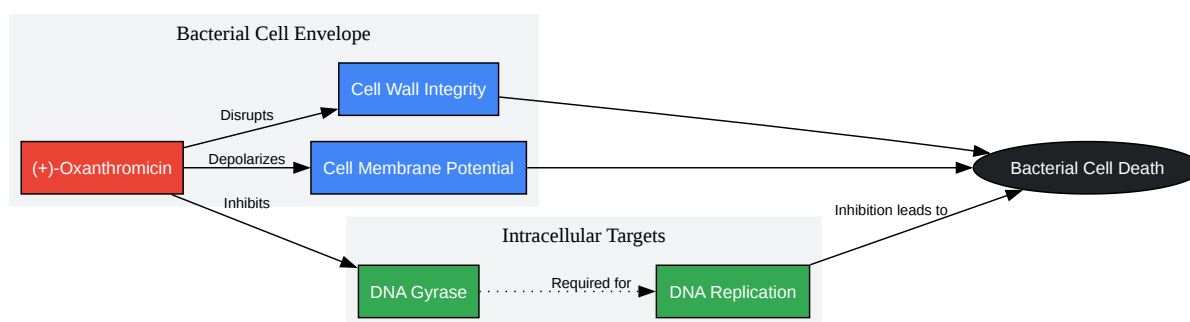 Bacterial Cell Envelope
Cell Wall Integrity
Disrupts
(+)-Oxanthromicin
Depolarizes
Cell Membrane Potential
Bacterial Cell Death
Inhibits
Inhibition leads to
Intracellular Targets
DNA Gyrase
Required for
DNA Replication